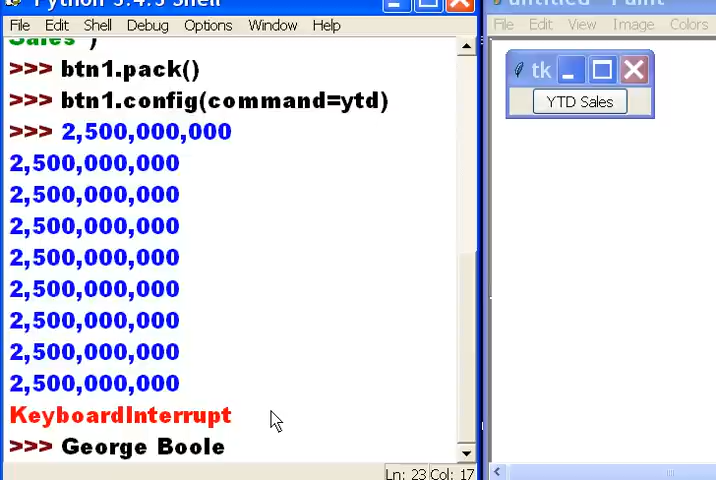 Python 3.4.3 Shell
untitled - Paint
File Edit Shell Debug Options Window Help
File Edit View Image Colors
Sales")
>>> btn1.pack()
>>> btn1.config(command=ytd)
>>> 2,500,000,000
2,500,000,000
2,500,000,000
2,500,000,000
2,500,000,000
2,500,000,000
2,500,000,000
2,500,000,000
2,500,000,000
KeyboardInterrupt
>>> George Boole
Ln: 23 Col: 17
tk
YTD Sales